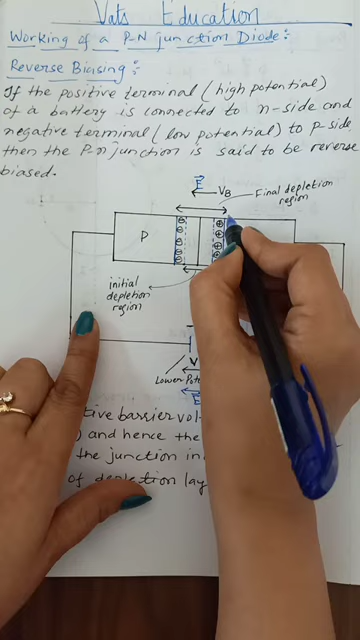 Vats Education
Working of a P-N junction Diode:-
Reverse Biasing:-
If the positive terminal (high potential)
of a battery is connected to n-side and
negative terminal (low potential) to p-side
then the P-n junction is said to be reverse
biased.
E VB Final depletion
region
P
initial
depletion
region
V
Lower
E
tive barrier vol
) and hence the
the junction in
of depletion lay